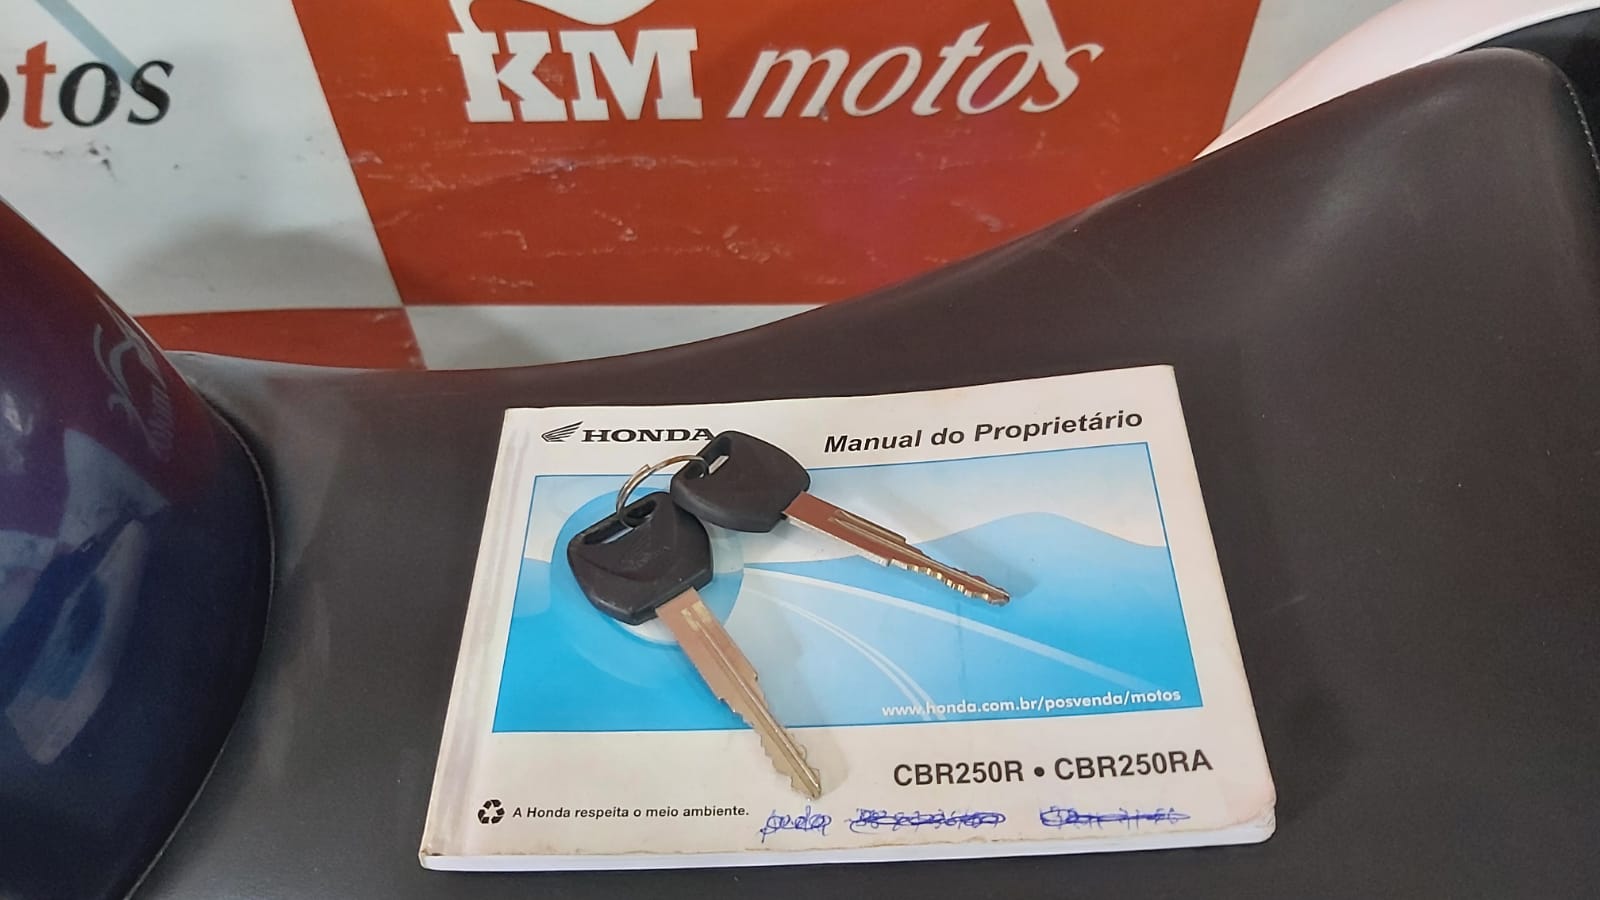 otos
KM motos
HONDA
Manual do Proprietário
www.honda.com.br/posvenda/motos
CBR250R • CBR250RA
A Honda respeita o meio ambiente.